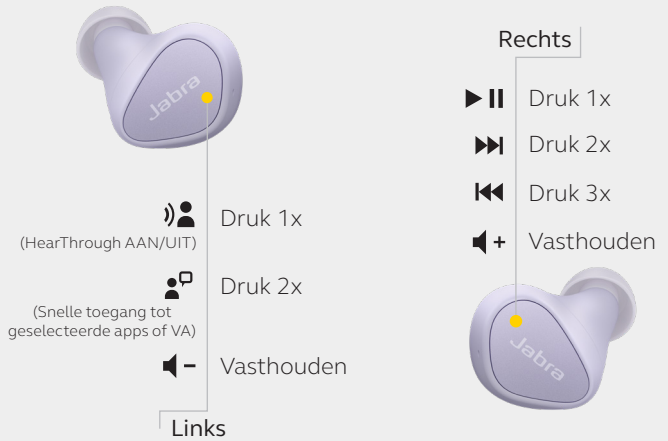 Jabra
Druk 1x
(HearThrough AAN/UIT)
Druk 2x
(Snelle toegang tot
geselecteerde apps of VA)
Vasthouden
Links
Rechts
Druk 1x
Druk 2x
Druk 3x
Vasthouden
Jabra